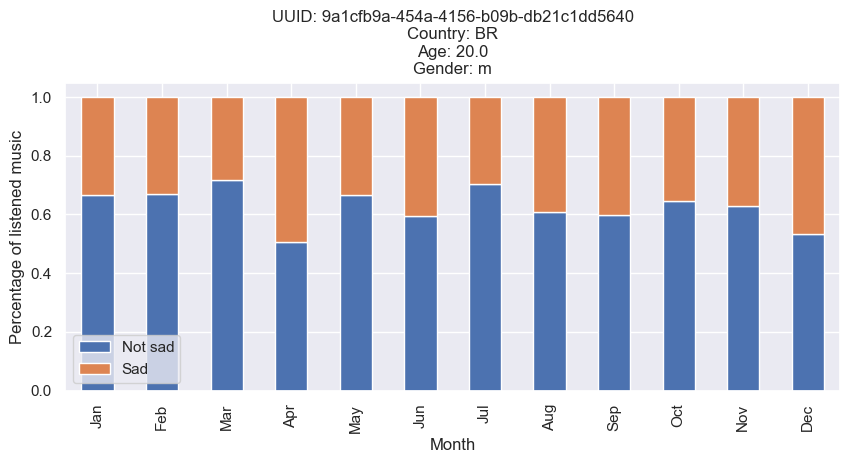 UUID: 9a1cfb9a-454a-4156-b09b-db21c1dd5640
Country: BR
Age: 20.0
Gender: m
Percentage of listened music
1.0
0.8
0.6
0.4
0.2
0.0
Not sad
Sad
Jan
Feb
Mar
Apr
May
Jun
Jul
Aug
Sep
Oct
Nov
Dec
Month